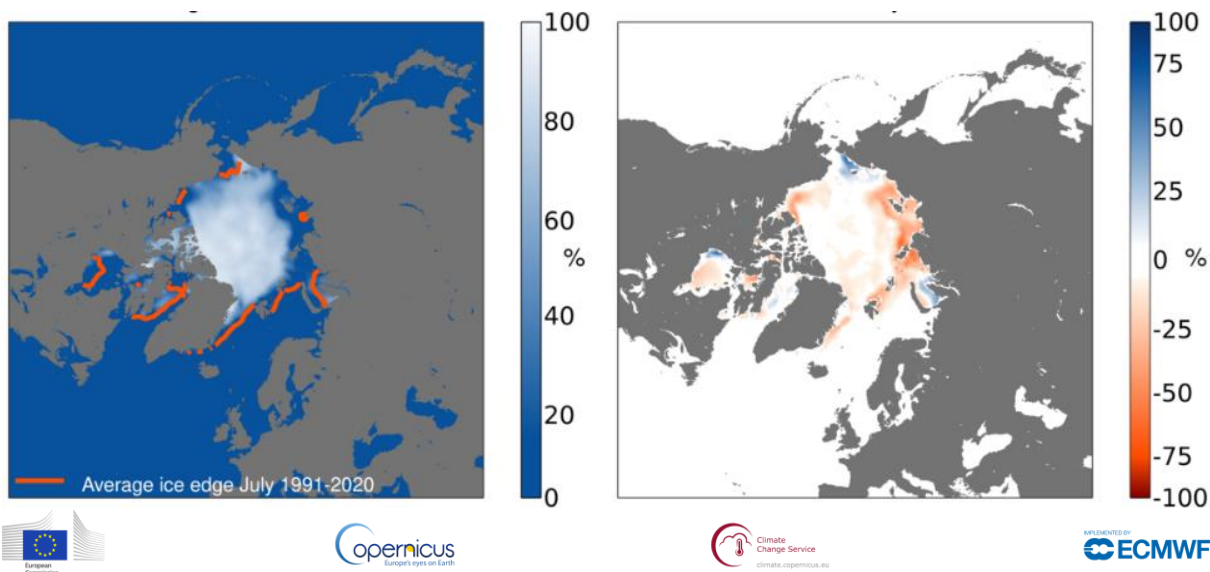 100
80
60
%
40
20
0
Average ice edge July 1991-2020
100
75
50
25
0 %
-25
-50
-75
-100
European
opernicus
Europe's eyes on Earth
Climate
Change Service
climate.copernicus.eu
IMPLEMENTED BY
ECMWF